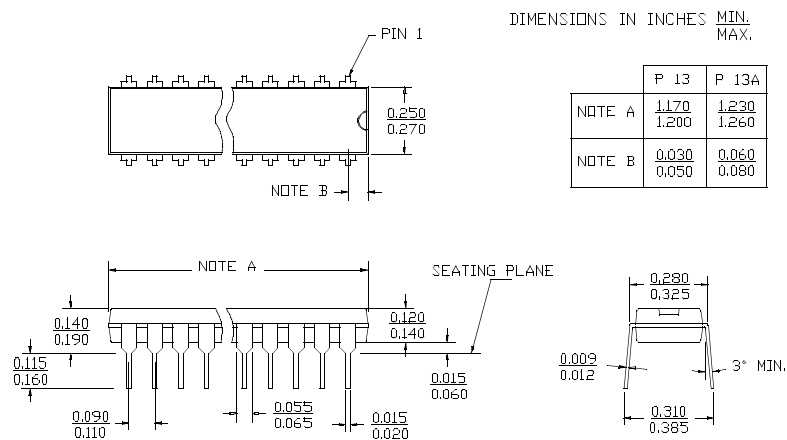 DIMENSIONS IN INCHES MIN.
MAX.
PIN 1
P 13 P 13A
NOTE A 1.170 1.230
1.200 1.260
NOTE B 0.030 0.060
0.050 0.080
0.250
0.270
NOTE B
NOTE A
SEATING PLANE
0.280
0.325
0.140
0.190
0.120
0.140
0.115
0.160
0.009
0.012
3° MIN.
0.015
0.060
0.090
0.110
0.055
0.065
0.015
0.020
0.310
0.385